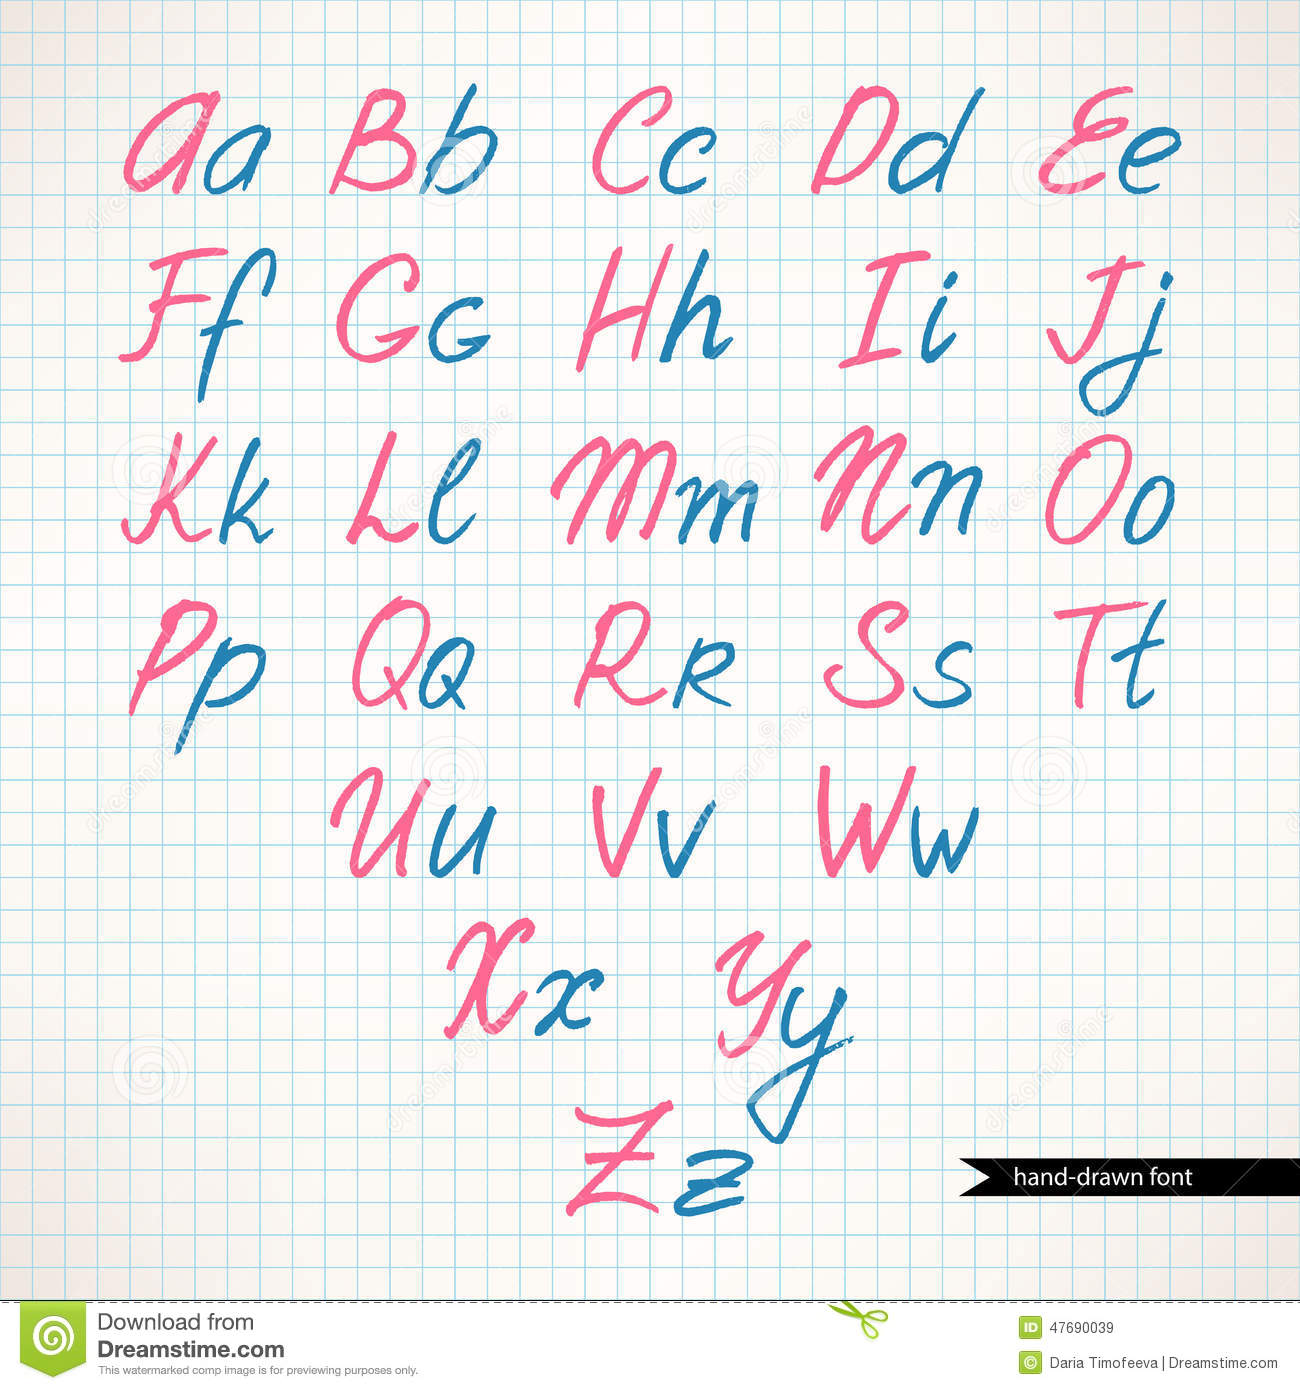 Aa Bb Cc Dd Ee
Ff Gg Hh Ii Jj
Kk Ll Mm Nn Oo
Pp Qq Rr Ss Tt
Uu Vv Ww
Xx Yy
Zz
hand-drawn font
Download from
Dreamstime.com
This watermarked comp image is for previewing purposes only.
ID 47690039
© Daria Timofeeva | Dreamstime.com